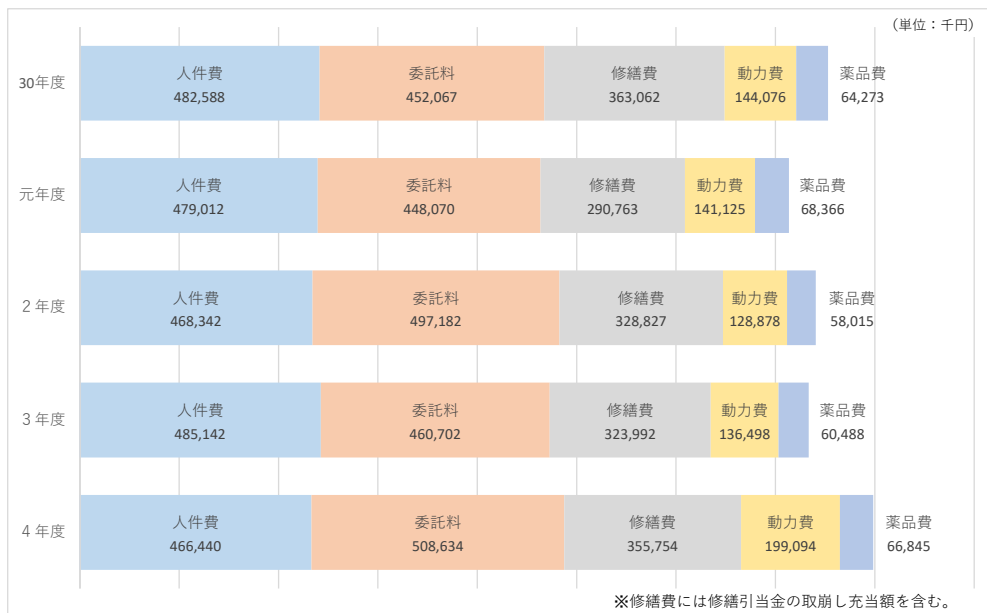 （単位：千円）
30年度
人件費 委託料 修繕費 動力費 薬品費
482,588 452,067 363,062 144,076 64,273
元年度
人件費 委託料 修繕費 動力費 薬品費
479,012 448,070 290,763 141,125 68,366
２年度
人件費 委託料 修繕費 動力費 薬品費
468,342 497,182 328,827 128,878 58,015
３年度
人件費 委託料 修繕費 動力費 薬品費
485,142 460,702 323,992 136,498 60,488
４年度
人件費 委託料 修繕費 動力費 薬品費
466,440 508,634 355,754 199,094 66,845
※修繕費には修繕引当金の取崩し充当額を含む。